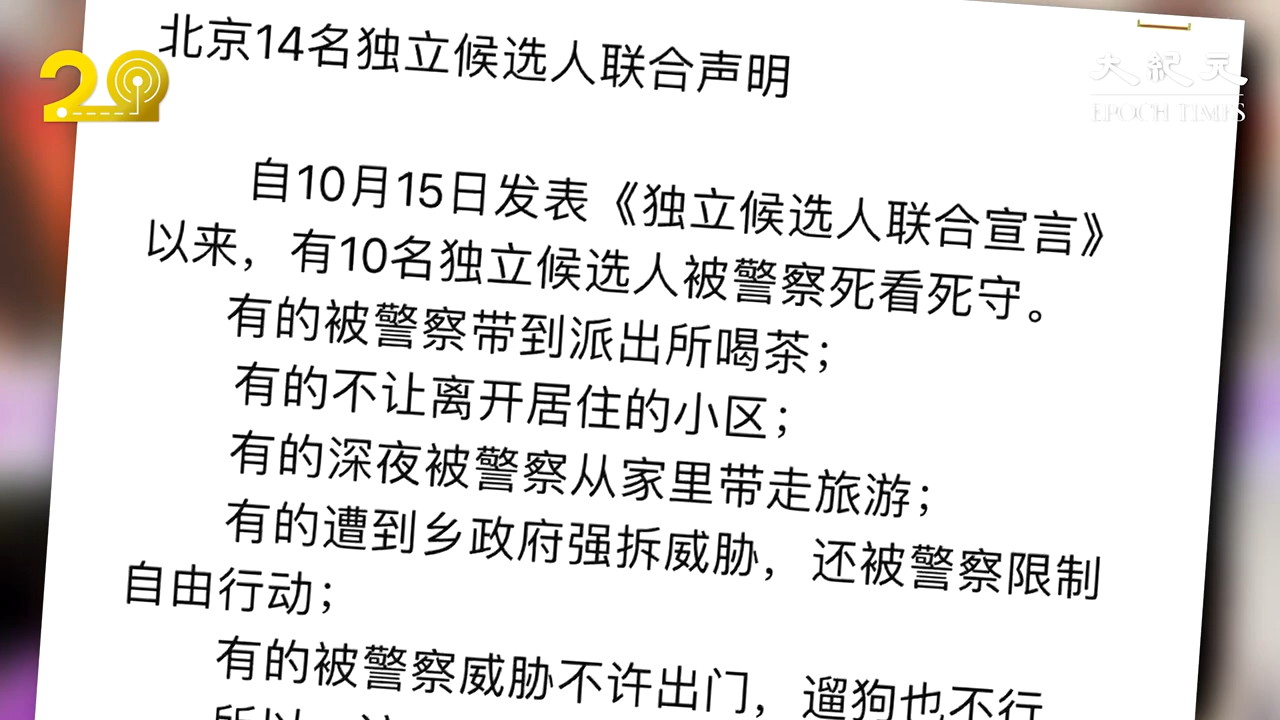 20
大紀元
EPOCH TIMES
北京14名独立候选人联合声明
自10月15日发表《独立候选人联合宣言》
以来，有10名独立候选人被警察死看死守。
有的被警察带到派出所喝茶；
有的不让离开居住的小区；
有的深夜被警察从家里带走旅游；
有的遭到乡政府强拆威胁，还被警察限制
自由行动；
有的被警察威胁不许出门，遛狗也不行
所以